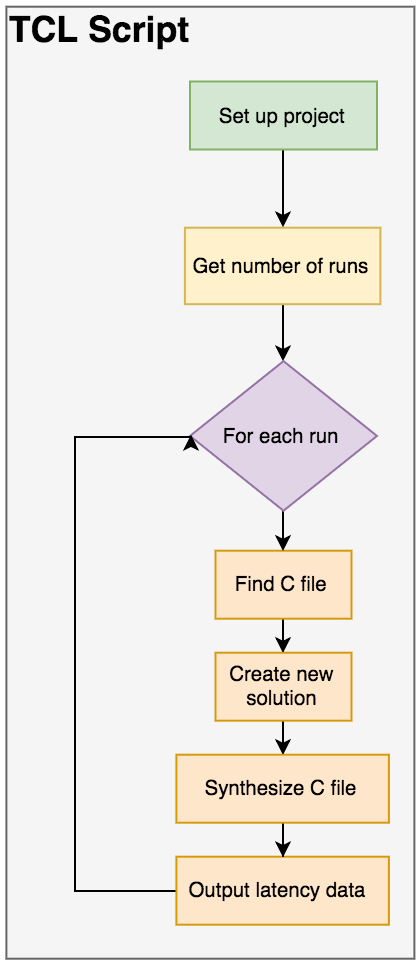 TCL Script
Set up project
Get number of runs
For each run
Find C file
Create new
solution
Synthesize C file
Output latency data